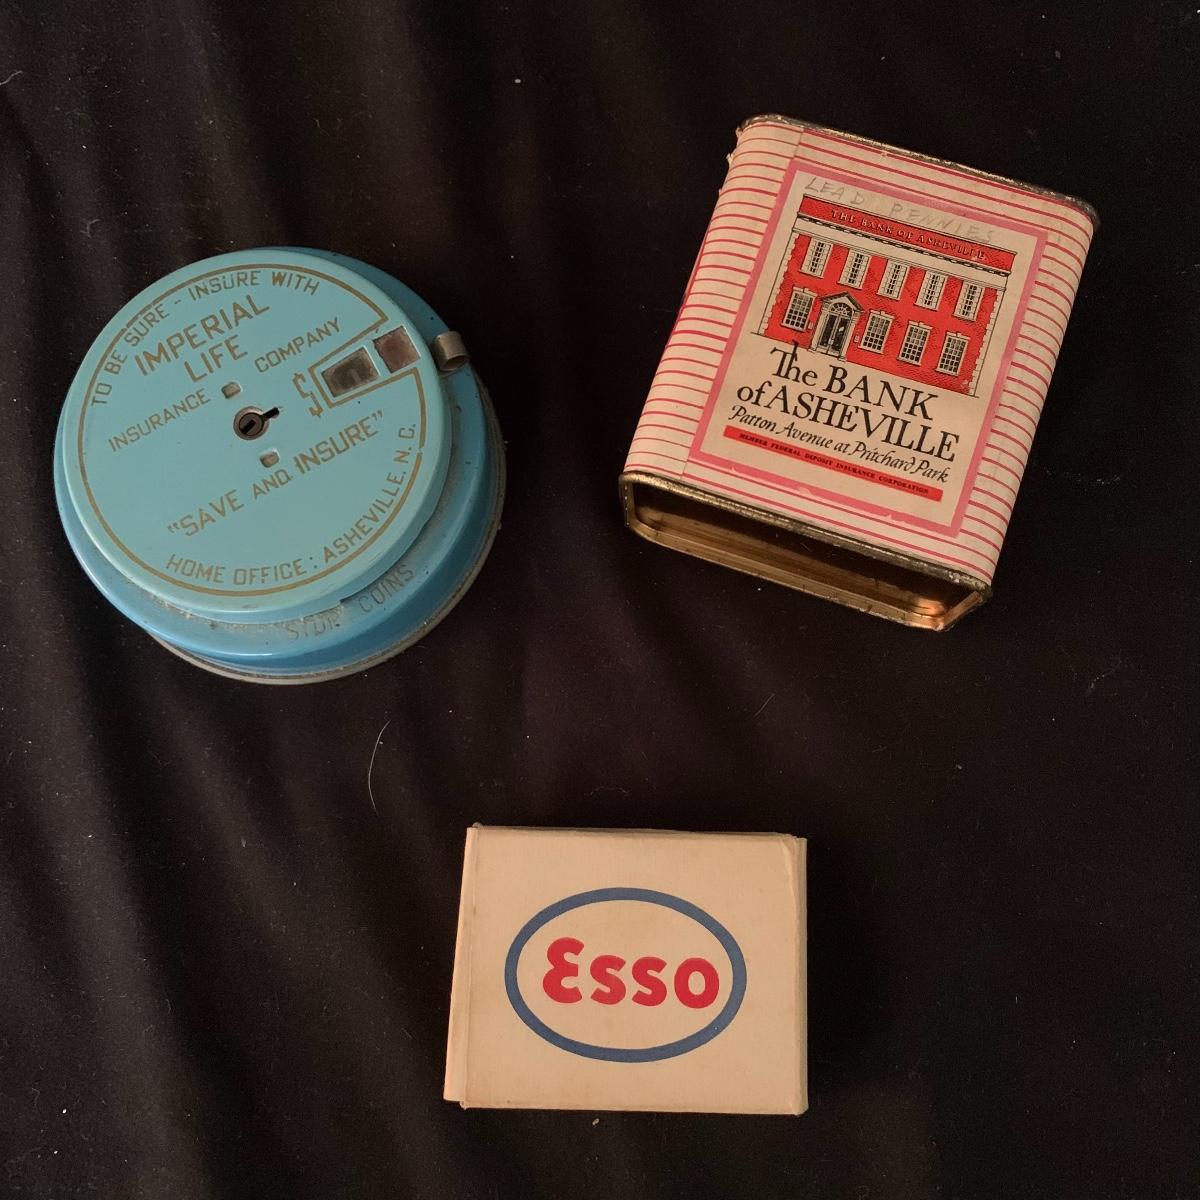 TO BE SURE - INSURE WITH
IMPERIAL
LIFE
INSURANCE COMPANY
$
"SAVE AND INSURE"
HOME OFFICE: ASHEVILLE, N.C.
COINS
LEAD PENNIES
THE BANK OF ASHEVILLE
The BANK
of ASHEVILLE
Patton Avenue at Pritchard Park
MEMBER FEDERAL DEPOSIT INSURANCE CORPORATION
Esso